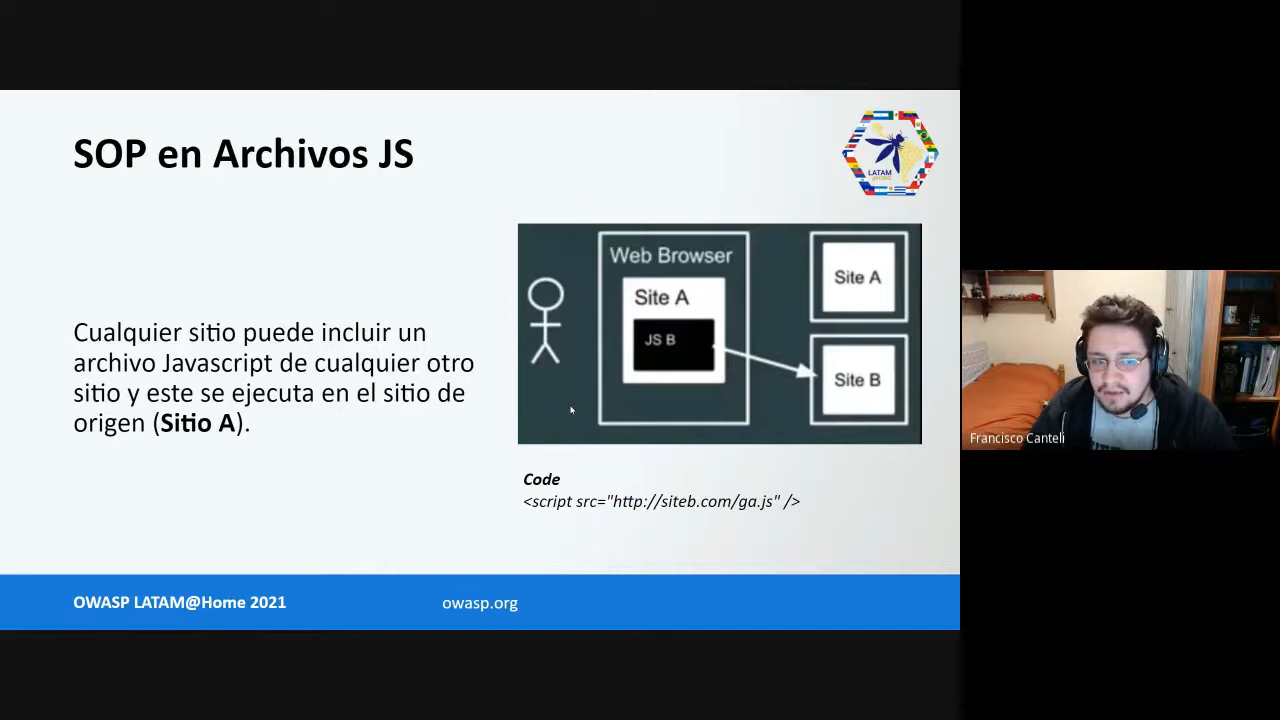 SOP en Archivos JS
LATAM
@HOME
Web Browser
Site A
JS B
Site A
Site B
Cualquier sitio puede incluir un
archivo Javascript de cualquier otro
sitio y este se ejecuta en el sitio de
origen (Sitio A).
Code
<script src="http://siteb.com/ga.js" />
Francisco Canteli
OWASP LATAM@Home 2021
owasp.org